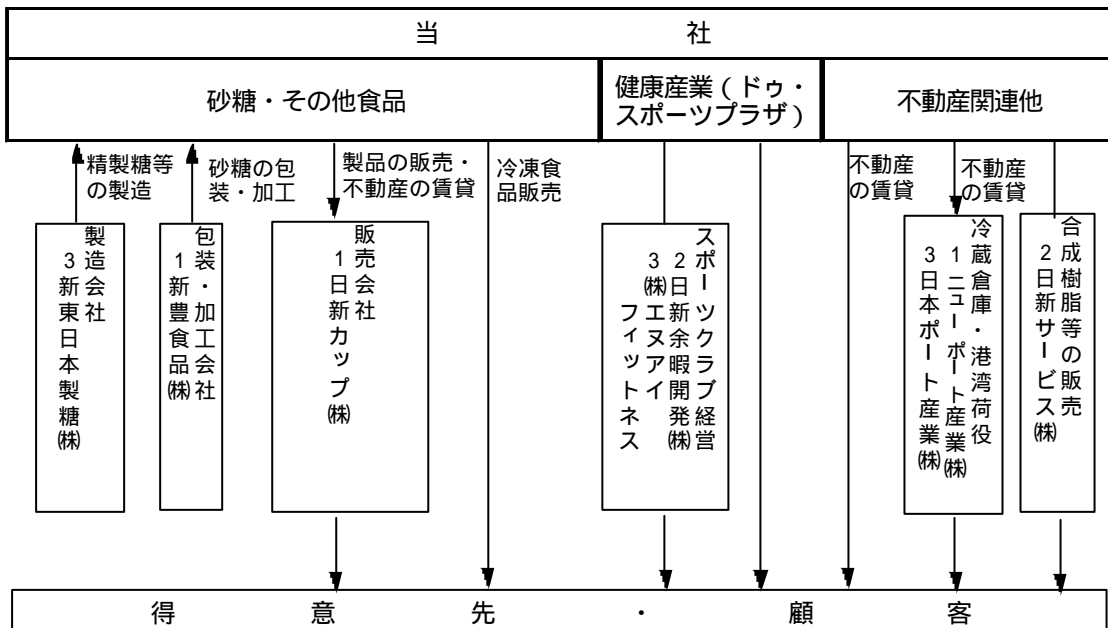 当 社
砂糖・その他食品
健康産業(ドゥ・
スポーツプラザ)
不動産関連他
精製糖等
の製造
砂糖の包
装・加工
製品の販売・
不動産の賃貸
冷凍食
品販売
不動産
の賃貸
不動産
の賃貸
製造会社
3新東日本製糖㈱
包装・加工会社
1新豊食品㈱
販売会社
1日新カップ㈱
スポーツクラブ経営
2日新余暇開発㈱
3㈱エヌアイ
フィットネス
冷蔵倉庫・港湾荷役
1ニューポート産業㈱
3日本ポート産業㈱
合成樹脂等の販売
2日新サービス㈱
得 意 先 ・ 顧 客